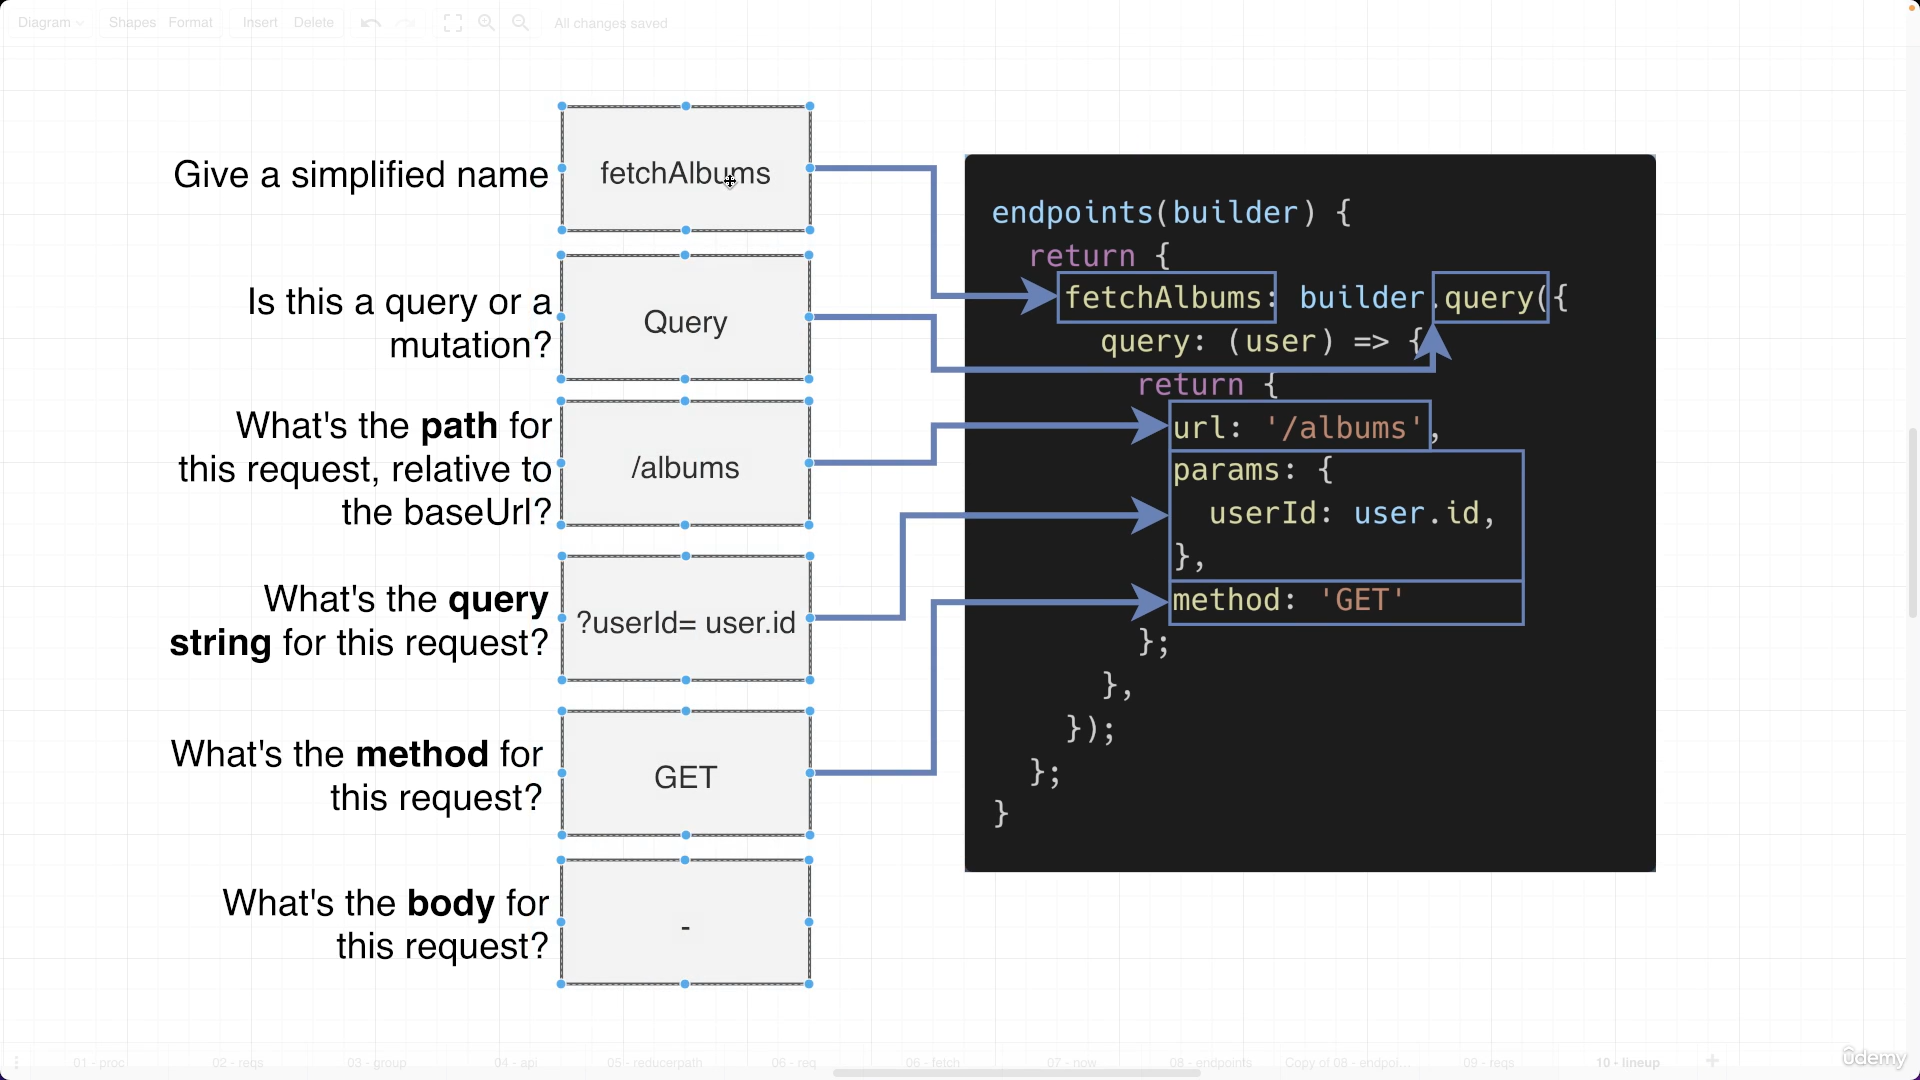 Diagram Shapes Format Insert Delete All changes saved
Give a simplified name
fetchAlbums
Is this a query or a
mutation?
Query
What's the path for
this request, relative to
the baseUrl?
/albums
What's the query
string for this request?
?userId= user.id
What's the method for
this request?
GET
What's the body for
this request?
-
endpoints(builder) {
return {
fetchAlbums: builder.query({
query: (user) => {
return {
url: '/albums',
params: {
userId: user.id,
},
method: 'GET'
};
},
});
};
}
01 - proc 02 - reqs 03 - group 04 - api 05 - reducerpath 06 - req 06 - fetch 07 - now 08 - endpoints Copy of 08 - endpoi... 09 - reqs 10 - lineup
ûdemy